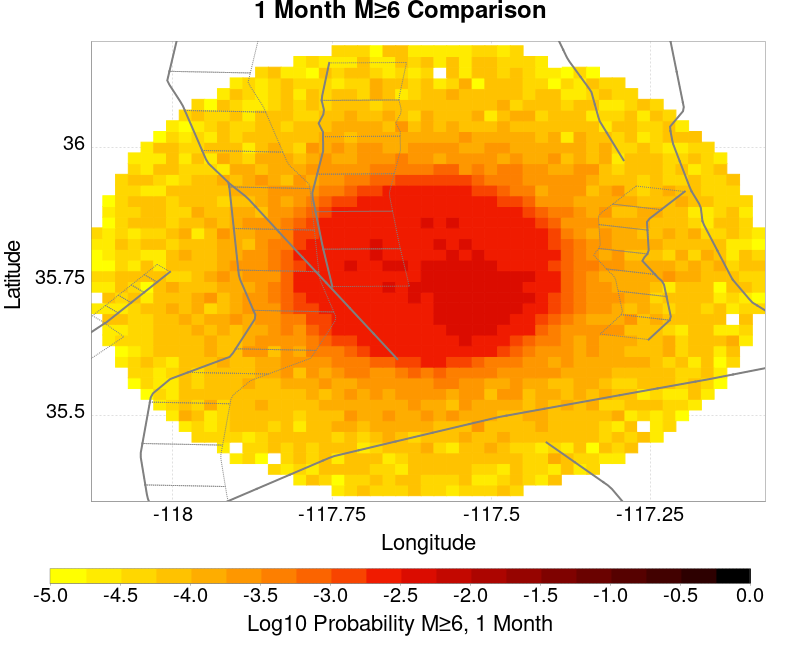 1 Month M≥6 Comparison
Latitude
36
35.75
35.5
-118 -117.75 -117.5 -117.25
Longitude
-5.0 -4.5 -4.0 -3.5 -3.0 -2.5 -2.0 -1.5 -1.0 -0.5 0.0
Log10 Probability M≥6, 1 Month